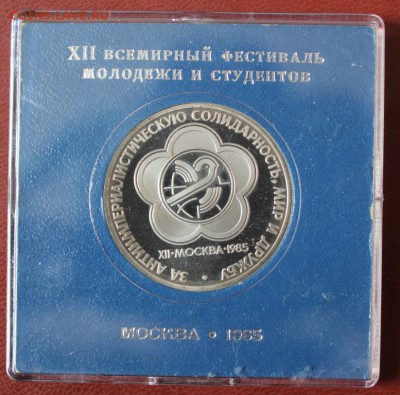 XII ВСЕМИРНЫЙ ФЕСТИВАЛЬ
МОЛОДЕЖИ И СТУДЕНТОВ
ЗА АНТИИМПЕРИАЛИСТИЧЕСКУЮ СОЛИДАРНОСТЬ, МИР И ДРУЖБУ
XII•МОСКВА•1985
МОСКВА • 1985